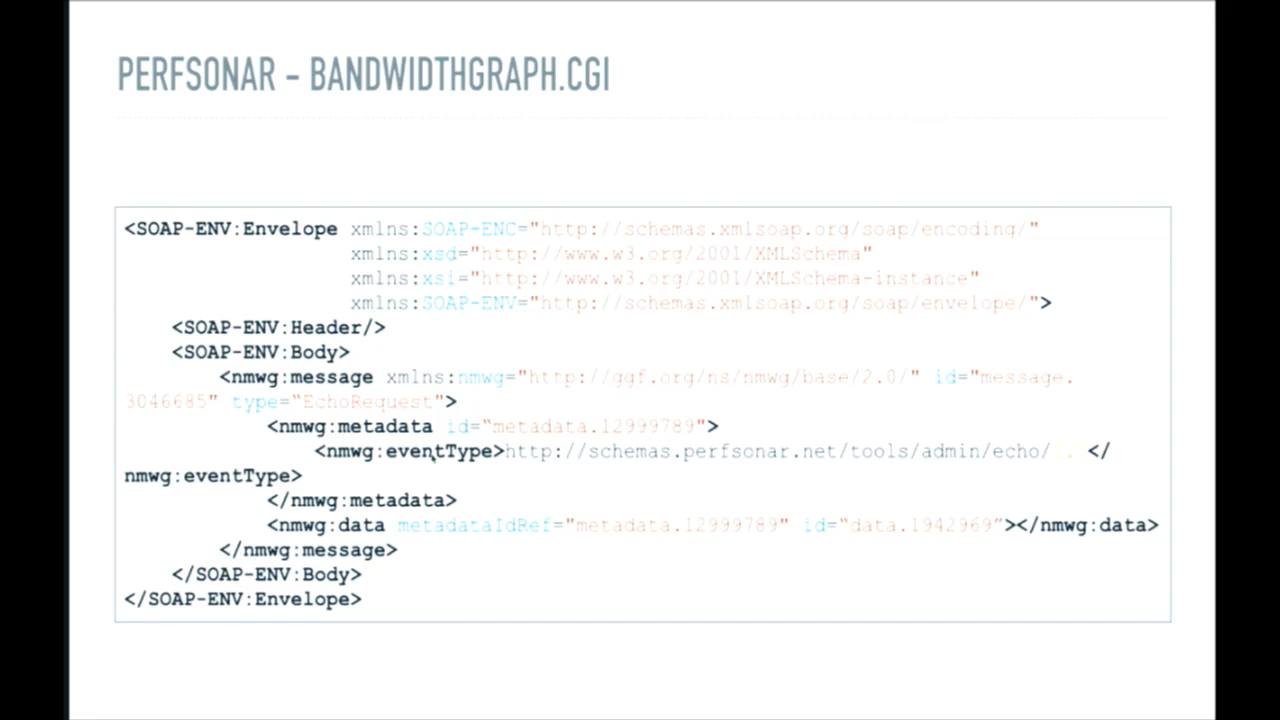 PERFSONAR – BANDWIDTHGRAPH.CGI
<SOAP-ENV:Envelope xmlns:SOAP-ENC="http://schemas.xmlsoap.org/soap/encoding/"
xmlns:xsd="http://www.w3.org/2001/XMLSchema"
xmlns:xsi="http://www.w3.org/2001/XMLSchema-instance"
xmlns:SOAP-ENV="http://schemas.xmlsoap.org/soap/envelope/">
<SOAP-ENV:Header/>
<SOAP-ENV:Body>
<nmwg:message xmlns:nmwg="http://ggf.org/ns/nmwg/base/2.0/" id="message.
3046685" type="EchoRequest">
<nmwg:metadata id="metadata.12999789">
<nmwg:eventType>http://schemas.perfsonar.net/tools/admin/echo/ </
nmwg:eventType>
</nmwg:metadata>
<nmwg:data metadataIdRef="metadata.12999789" id="data.1942969"></nmwg:data>
</nmwg:message>
</SOAP-ENV:Body>
</SOAP-ENV:Envelope>